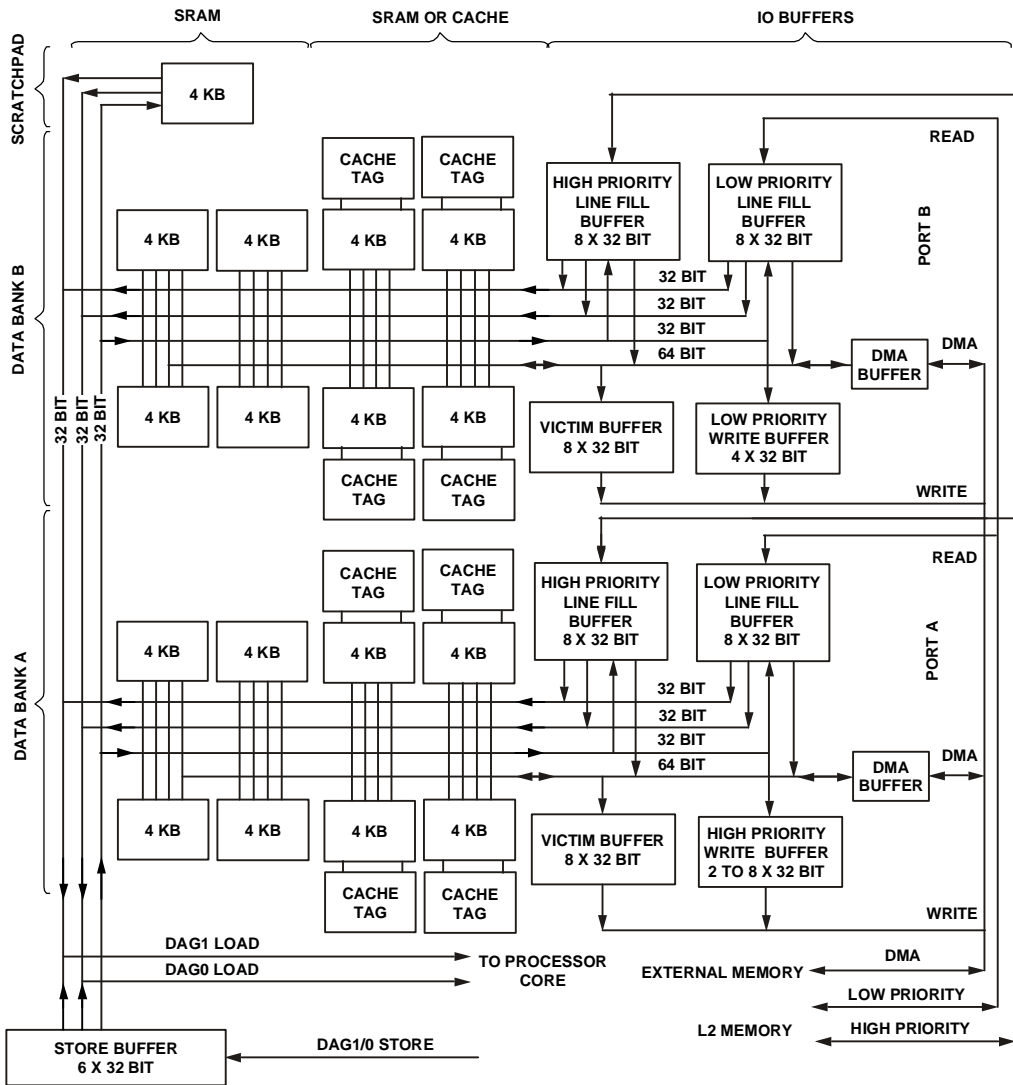 SRAM
SRAM OR CACHE
IO BUFFERS
SCRATCHPAD
4 KB
READ
CACHE
TAG
CACHE
TAG
HIGH PRIORITY
LINE FILL
BUFFER
8 X 32 BIT
LOW PRIORITY
LINE FILL
BUFFER
8 X 32 BIT
PORT B
DATA BANK B
4 KB
4 KB
4 KB
4 KB
32 BIT
32 BIT
32 BIT
64 BIT
DMA
BUFFER
DMA
32 BIT
32 BIT
32 BIT
4 KB
4 KB
4 KB
4 KB
VICTIM BUFFER
8 X 32 BIT
LOW PRIORITY
WRITE BUFFER
4 X 32 BIT
CACHE
TAG
CACHE
TAG
WRITE
READ
CACHE
TAG
CACHE
TAG
HIGH PRIORITY
LINE FILL
BUFFER
8 X 32 BIT
LOW PRIORITY
LINE FILL
BUFFER
8 X 32 BIT
PORT A
DATA BANK A
4 KB
4 KB
4 KB
4 KB
32 BIT
32 BIT
32 BIT
64 BIT
DMA
BUFFER
DMA
4 KB
4 KB
4 KB
4 KB
VICTIM BUFFER
8 X 32 BIT
HIGH PRIORITY
WRITE BUFFER
2 TO 8 X 32 BIT
CACHE
TAG
CACHE
TAG
WRITE
DAG1 LOAD
DAG0 LOAD
TO PROCESSOR
CORE
EXTERNAL MEMORY
DMA
LOW PRIORITY
L2 MEMORY
HIGH PRIORITY
STORE BUFFER
6 X 32 BIT
DAG1/0 STORE